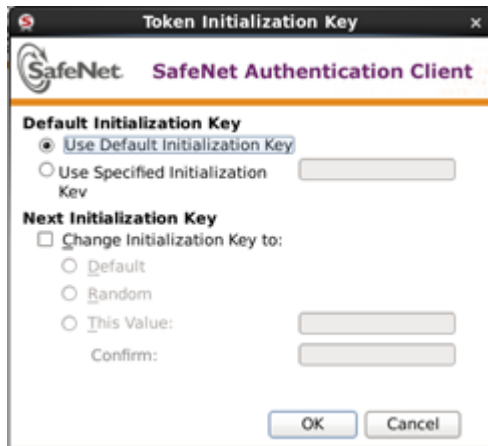 Token Initialization Key
SafeNet. SafeNet Authentication Client
Default Initialization Key
Use Default Initialization Key
Use Specified Initialization
Key
Next Initialization Key
Change Initialization Key to:
Default
Random
This Value:
Confirm:
OK Cancel